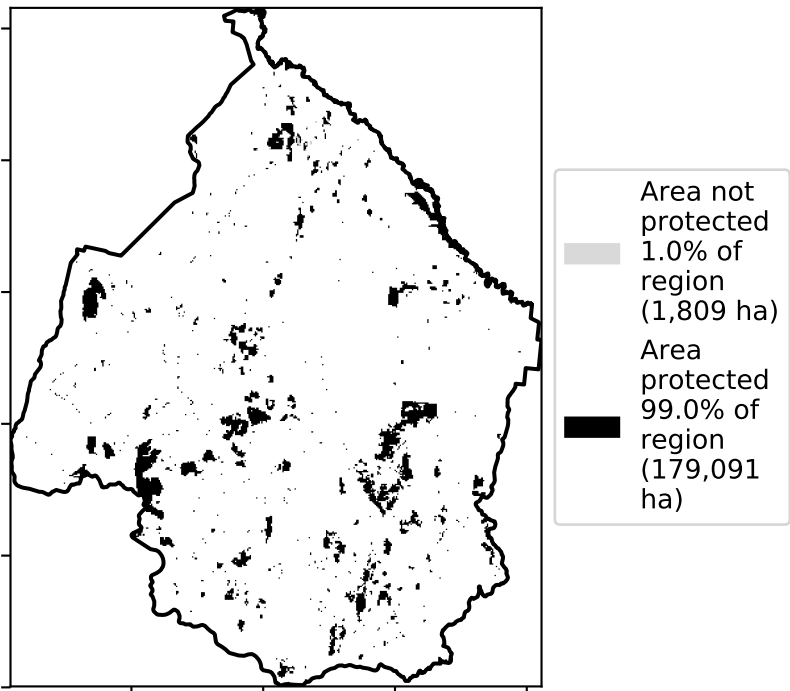 Area not
protected
1.0% of
region
(1,809 ha)
Area
protected
99.0% of
region
(179,091
ha)